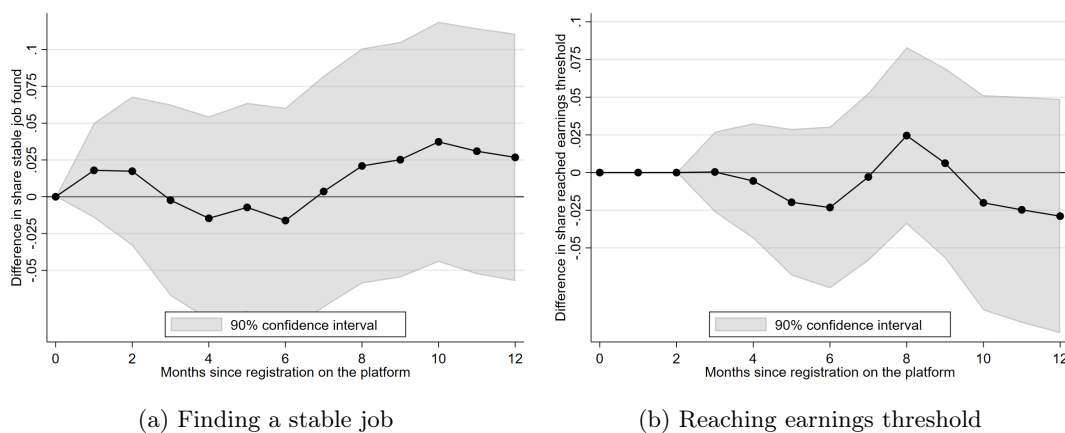 Difference in share stable job found
.1
.075
.05
.025
0
-.025
-.05
90% confidence interval
0 2 4 6 8 10 12
Months since registration on the platform
(a) Finding a stable job
Difference in share reached earnings threshold
.1
.075
.05
.025
0
-.025
-.05
90% confidence interval
0 2 4 6 8 10 12
Months since registration on the platform
(b) Reaching earnings threshold